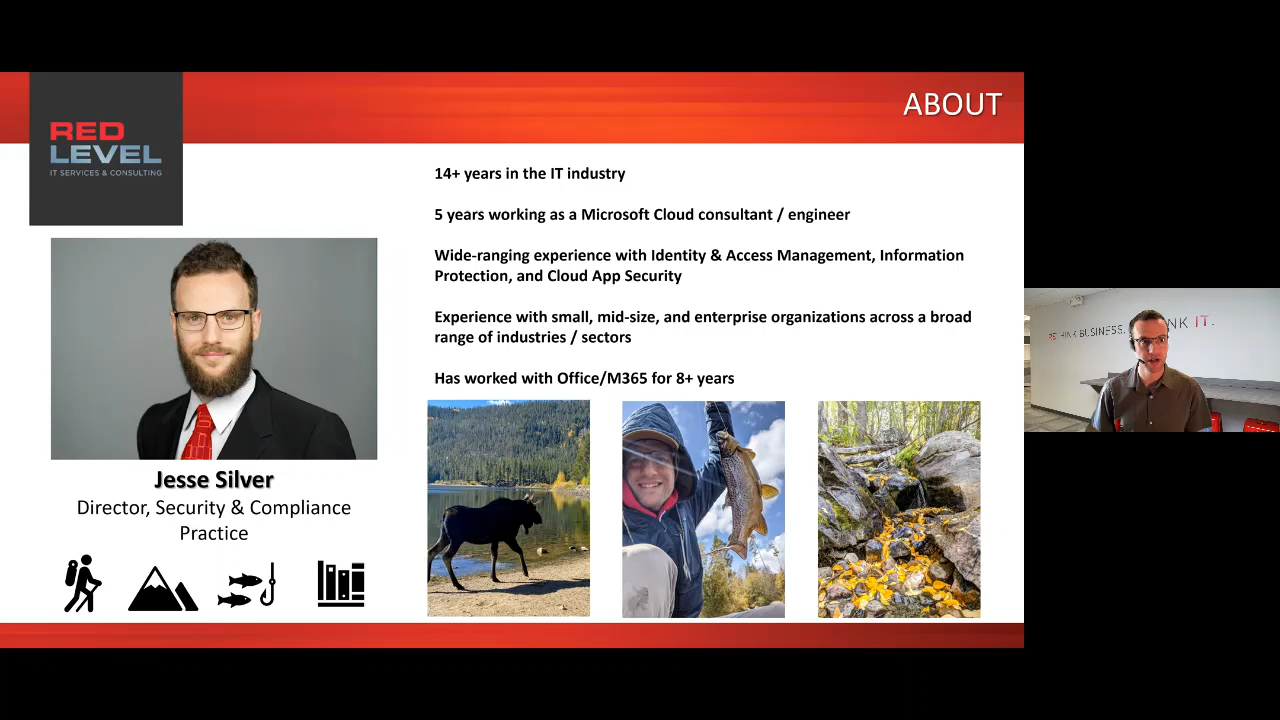 ABOUT
RED
LEVEL
IT SERVICES & CONSULTING
14+ years in the IT industry
5 years working as a Microsoft Cloud consultant / engineer
Wide-ranging experience with Identity & Access Management, Information
Protection, and Cloud App Security
Experience with small, mid-size, and enterprise organizations across a broad
range of industries / sectors
Has worked with Office/M365 for 8+ years
Jesse Silver
Director, Security & Compliance
Practice
BUSINESS. IT.